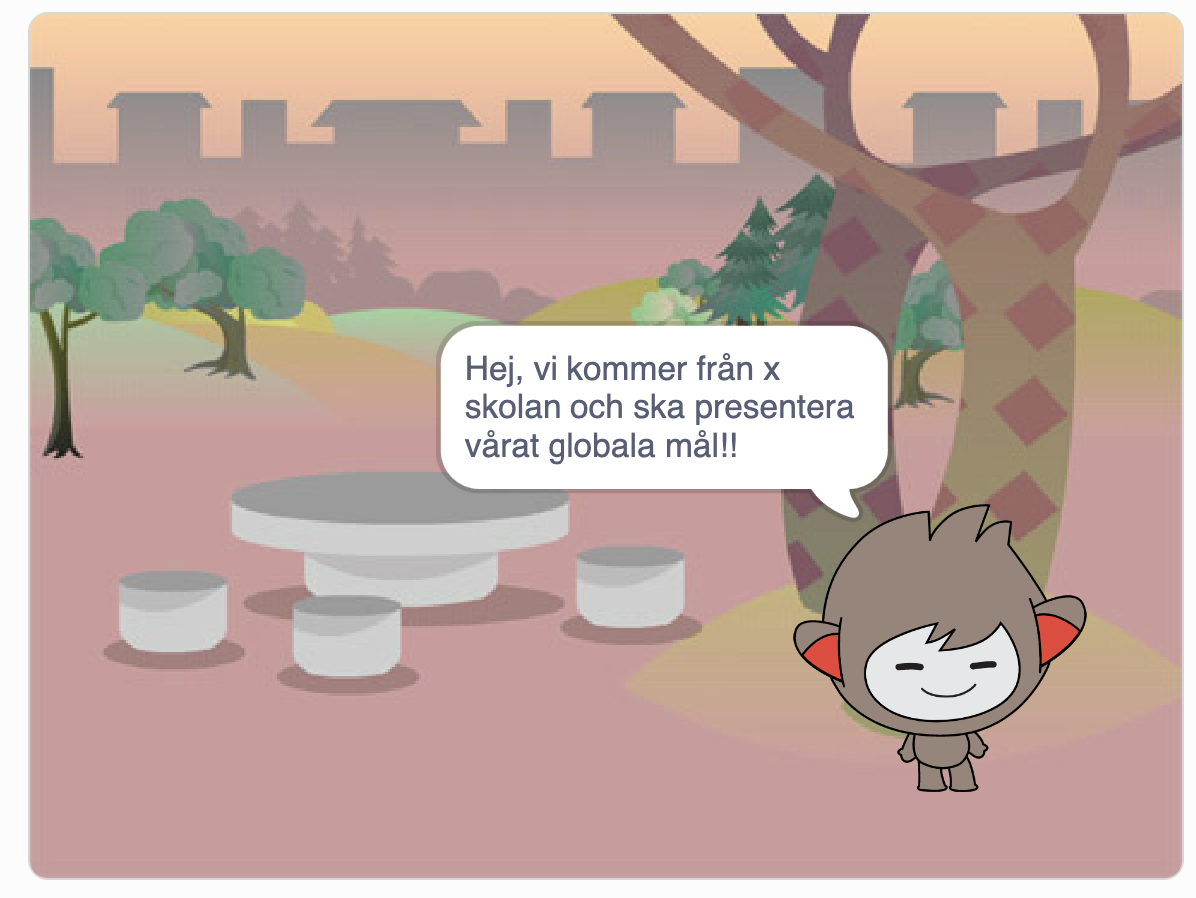 Hej, vi kommer från x
skolan och ska presentera
vårat globala mål!!